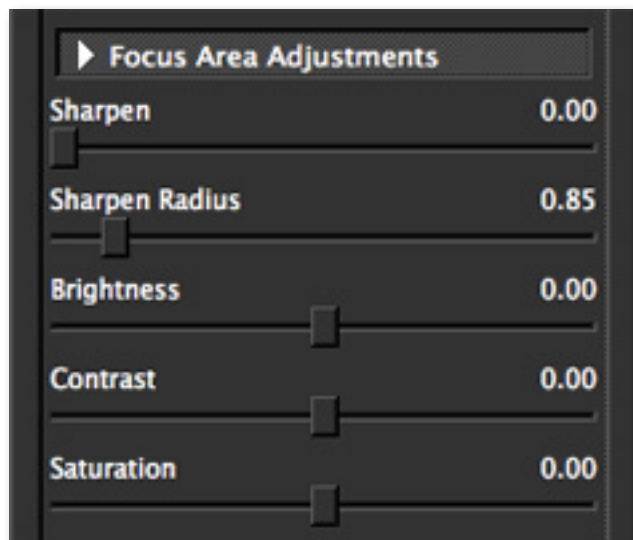 Focus Area Adjustments
Sharpen 0.00
Sharpen Radius 0.85
Brightness 0.00
Contrast 0.00
Saturation 0.00